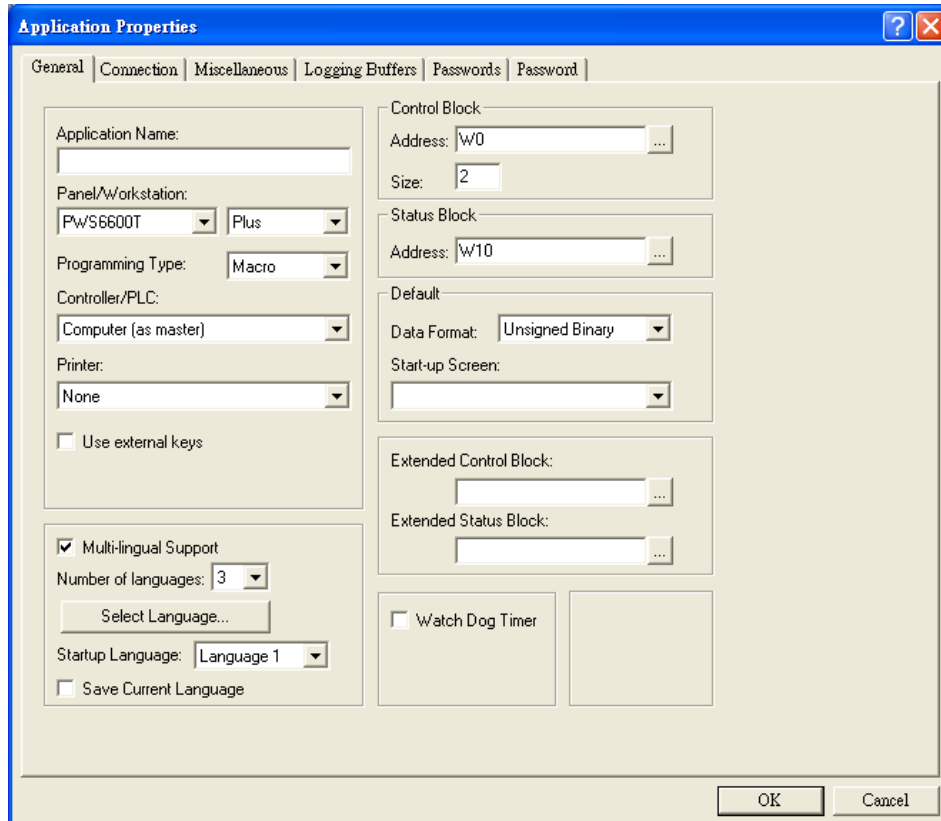 Application Properties
General Connection Miscellaneous Logging Buffers Passwords Password
Application Name:
Panel/Workstation:
PWS6600T Plus
Programming Type: Macro
Controller/PLC:
Computer (as master)
Printer:
None
Use external keys
Multi-lingual Support
Number of languages: 3
Select Language...
Startup Language: Language 1
Save Current Language
Control Block
Address: W0 ...
Size: 2
Status Block
Address: W10 ...
Default
Data Format: Unsigned Binary
Start-up Screen:
Extended Control Block:
...
Extended Status Block:
...
Watch Dog Timer
OK Cancel